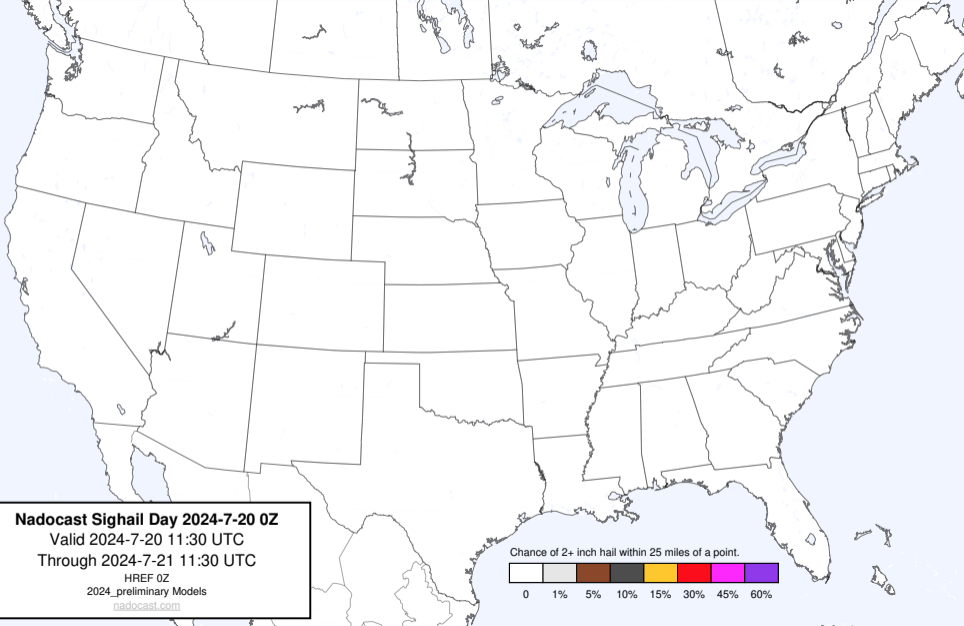 Nadocast Sighail Day 2024-7-20 0Z
Valid 2024-7-20 11:30 UTC
Through 2024-7-21 11:30 UTC
HREF 0Z
2024_preliminary Models
nadocast.com
Chance of 2+ inch hail within 25 miles of a point.
0 1% 5% 10% 15% 30% 45% 60%